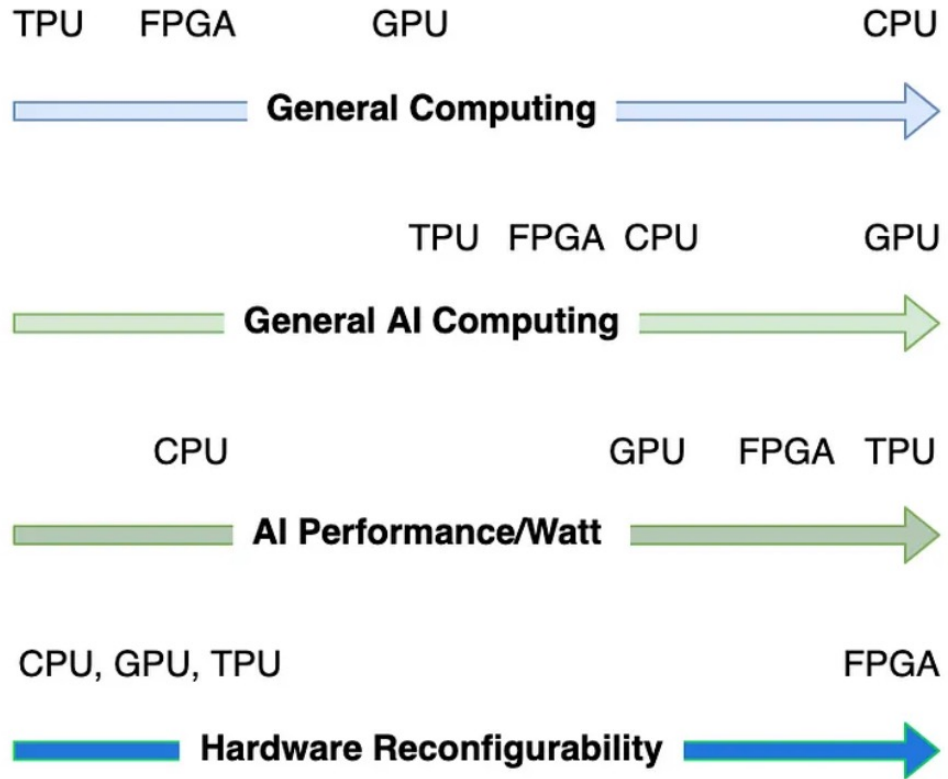 TPU FPGA GPU CPU
General Computing
TPU FPGA CPU GPU
General AI Computing
CPU GPU FPGA TPU
AI Performance/Watt
CPU, GPU, TPU FPGA
Hardware Reconfigurability